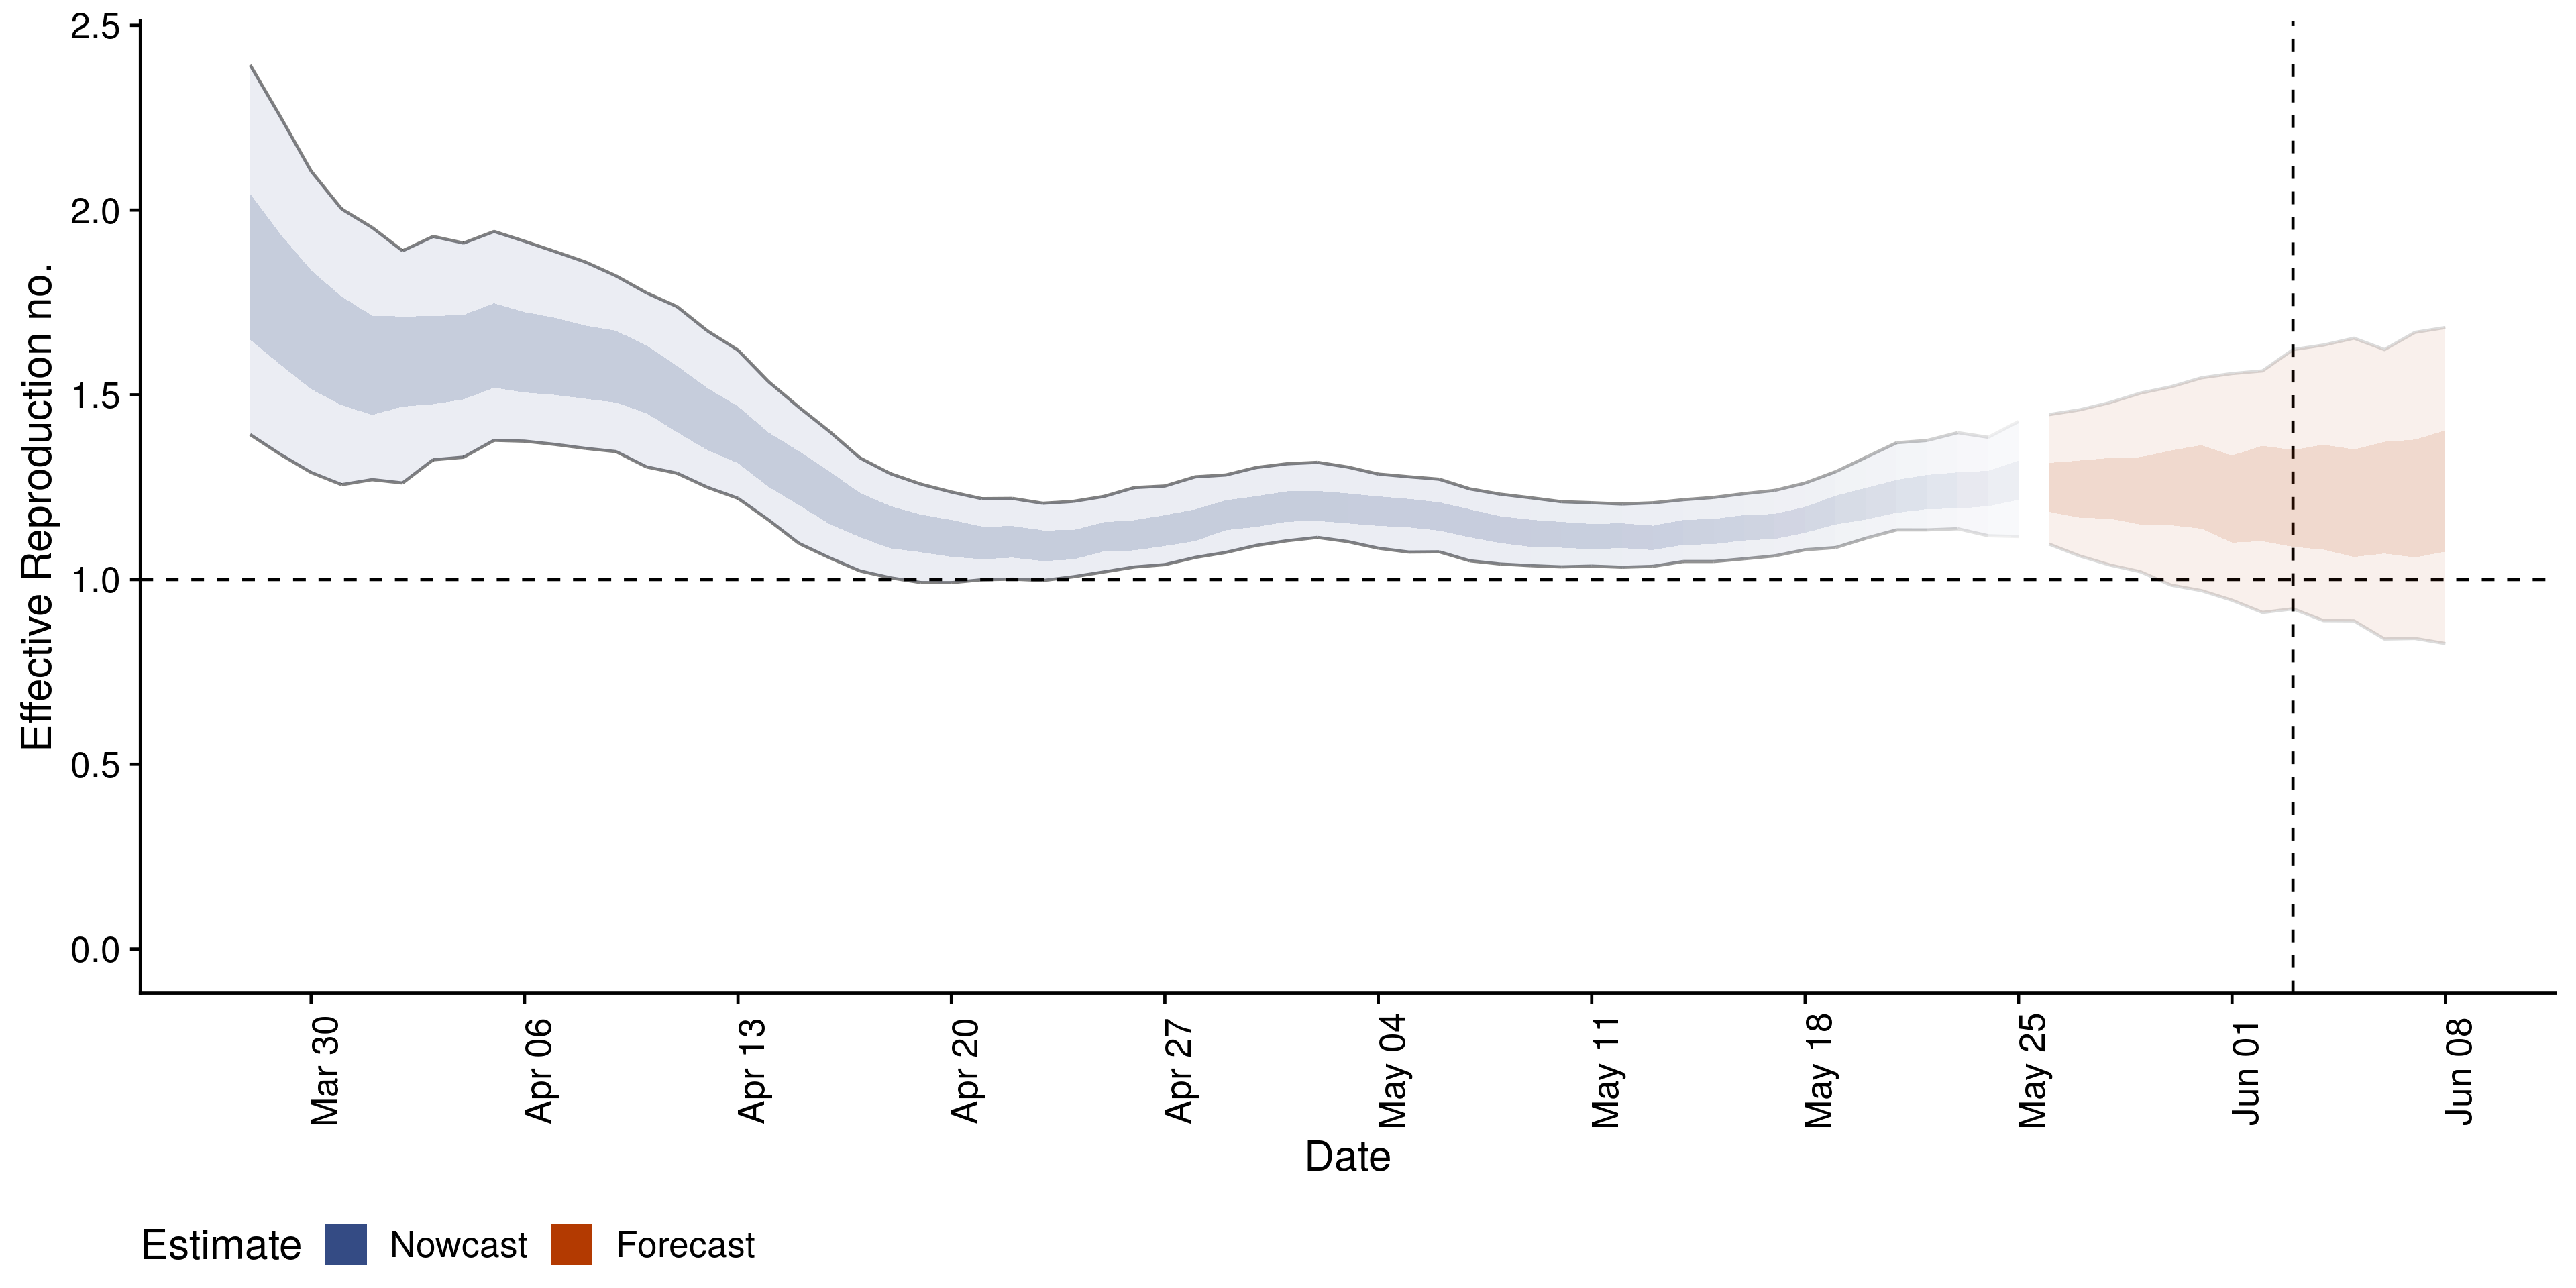 Effective Reproduction no.
2.5
2.0
1.5
1.0
0.5
0.0
Mar 30
Apr 06
Apr 13
Apr 20
Apr 27
May 04
May 11
May 18
May 25
Jun 01
Jun 08
Date
Estimate Nowcast Forecast